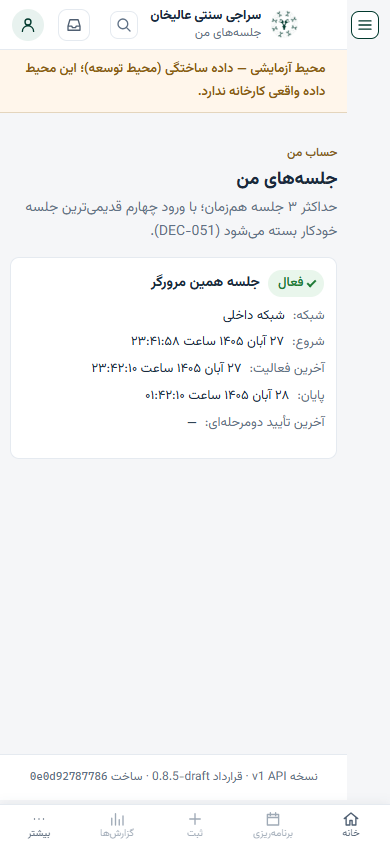 سراجی سنتی عالیخان
جلسه‌های من
محیط آزمایشی — داده ساختگی (محیط توسعه)؛ این محیط
داده واقعی کارخانه ندارد.
حساب من
جلسه‌های من
حداکثر ۳ جلسه هم‌زمان؛ با ورود چهارم قدیمی‌ترین جلسه
خودکار بسته می‌شود (DEC-051).
فعال
جلسه همین مرورگر
شبکه: شبکه داخلی
شروع: ۲۷ آبان ۱۴۰۵ ساعت ۲۳:۴۱:۵۸
آخرین فعالیت: ۲۷ آبان ۱۴۰۵ ساعت ۲۳:۴۲:۱۰
پایان: ۲۸ آبان ۱۴۰۵ ساعت ۰۱:۴۲:۱۰
آخرین تأیید دومرحله‌ای: —
نسخه API v1 · قرارداد 0.8.5-draft · ساخت 0e0d92787786
خانه
برنامه‌ریزی
ثبت
گزارش‌ها
بیشتر